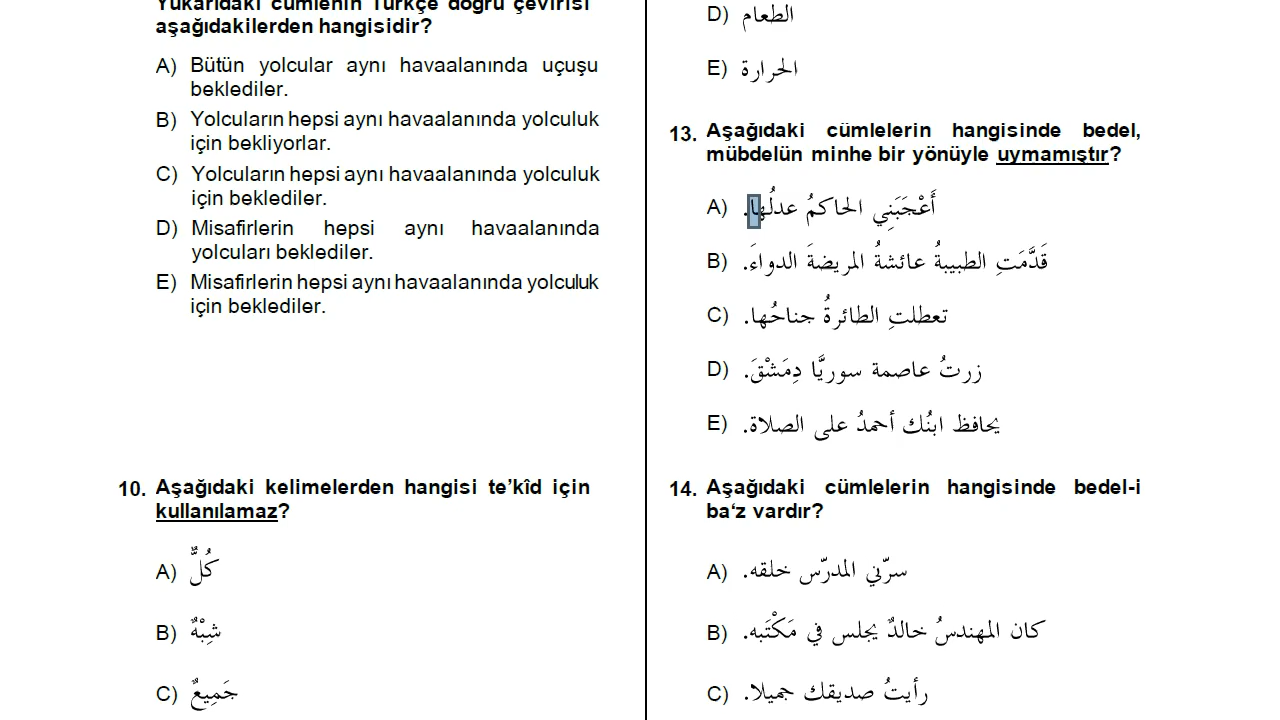 Yukarıdaki cümlenin Türkçe doğru çevirisi
aşağıdakilerden hangisidir?
A) Bütün yolcular aynı havaalanında uçuşu
beklediler.
B) Yolcuların hepsi aynı havaalanında yolculuk
için bekliyorlar.
C) Yolcuların hepsi aynı havaalanında yolculuk
için beklediler.
D) Misafirlerin hepsi aynı havaalanında
yolcuları beklediler.
E) Misafirlerin hepsi aynı havaalanında yolculuk
için beklediler.
10. Aşağıdaki kelimelerden hangisi te’kîd için
kullanılamaz?
A) كُلٌّ
B) شِبْهٌ
C) جَمِيعٌ
D) الطعام
E) الحرارة
13. Aşağıdaki cümlelerin hangisinde bedel,
mübdelün minhe bir yönüyle uymamıştır?
A) أَعْجَبَنِي الحاكمُ عدلُها.
B) قَدَّمَتِ الطبيبةُ عائشةُ المريضةَ الدواءَ.
C) تعطلتِ الطائرةُ جناحُها.
D) زرتُ عاصمة سوريَّا دِمَشْقَ.
E) يحافظ ابنُك أحمدُ على الصلاة.
14. Aşağıdaki cümlelerin hangisinde bedel-i
ba‘z vardır?
A) سرّني المدرّس خلقه.
B) كان المهندسُ خالدٌ يجلس في مَكْتَبه.
C) رأيتُ صديقك جميلا.